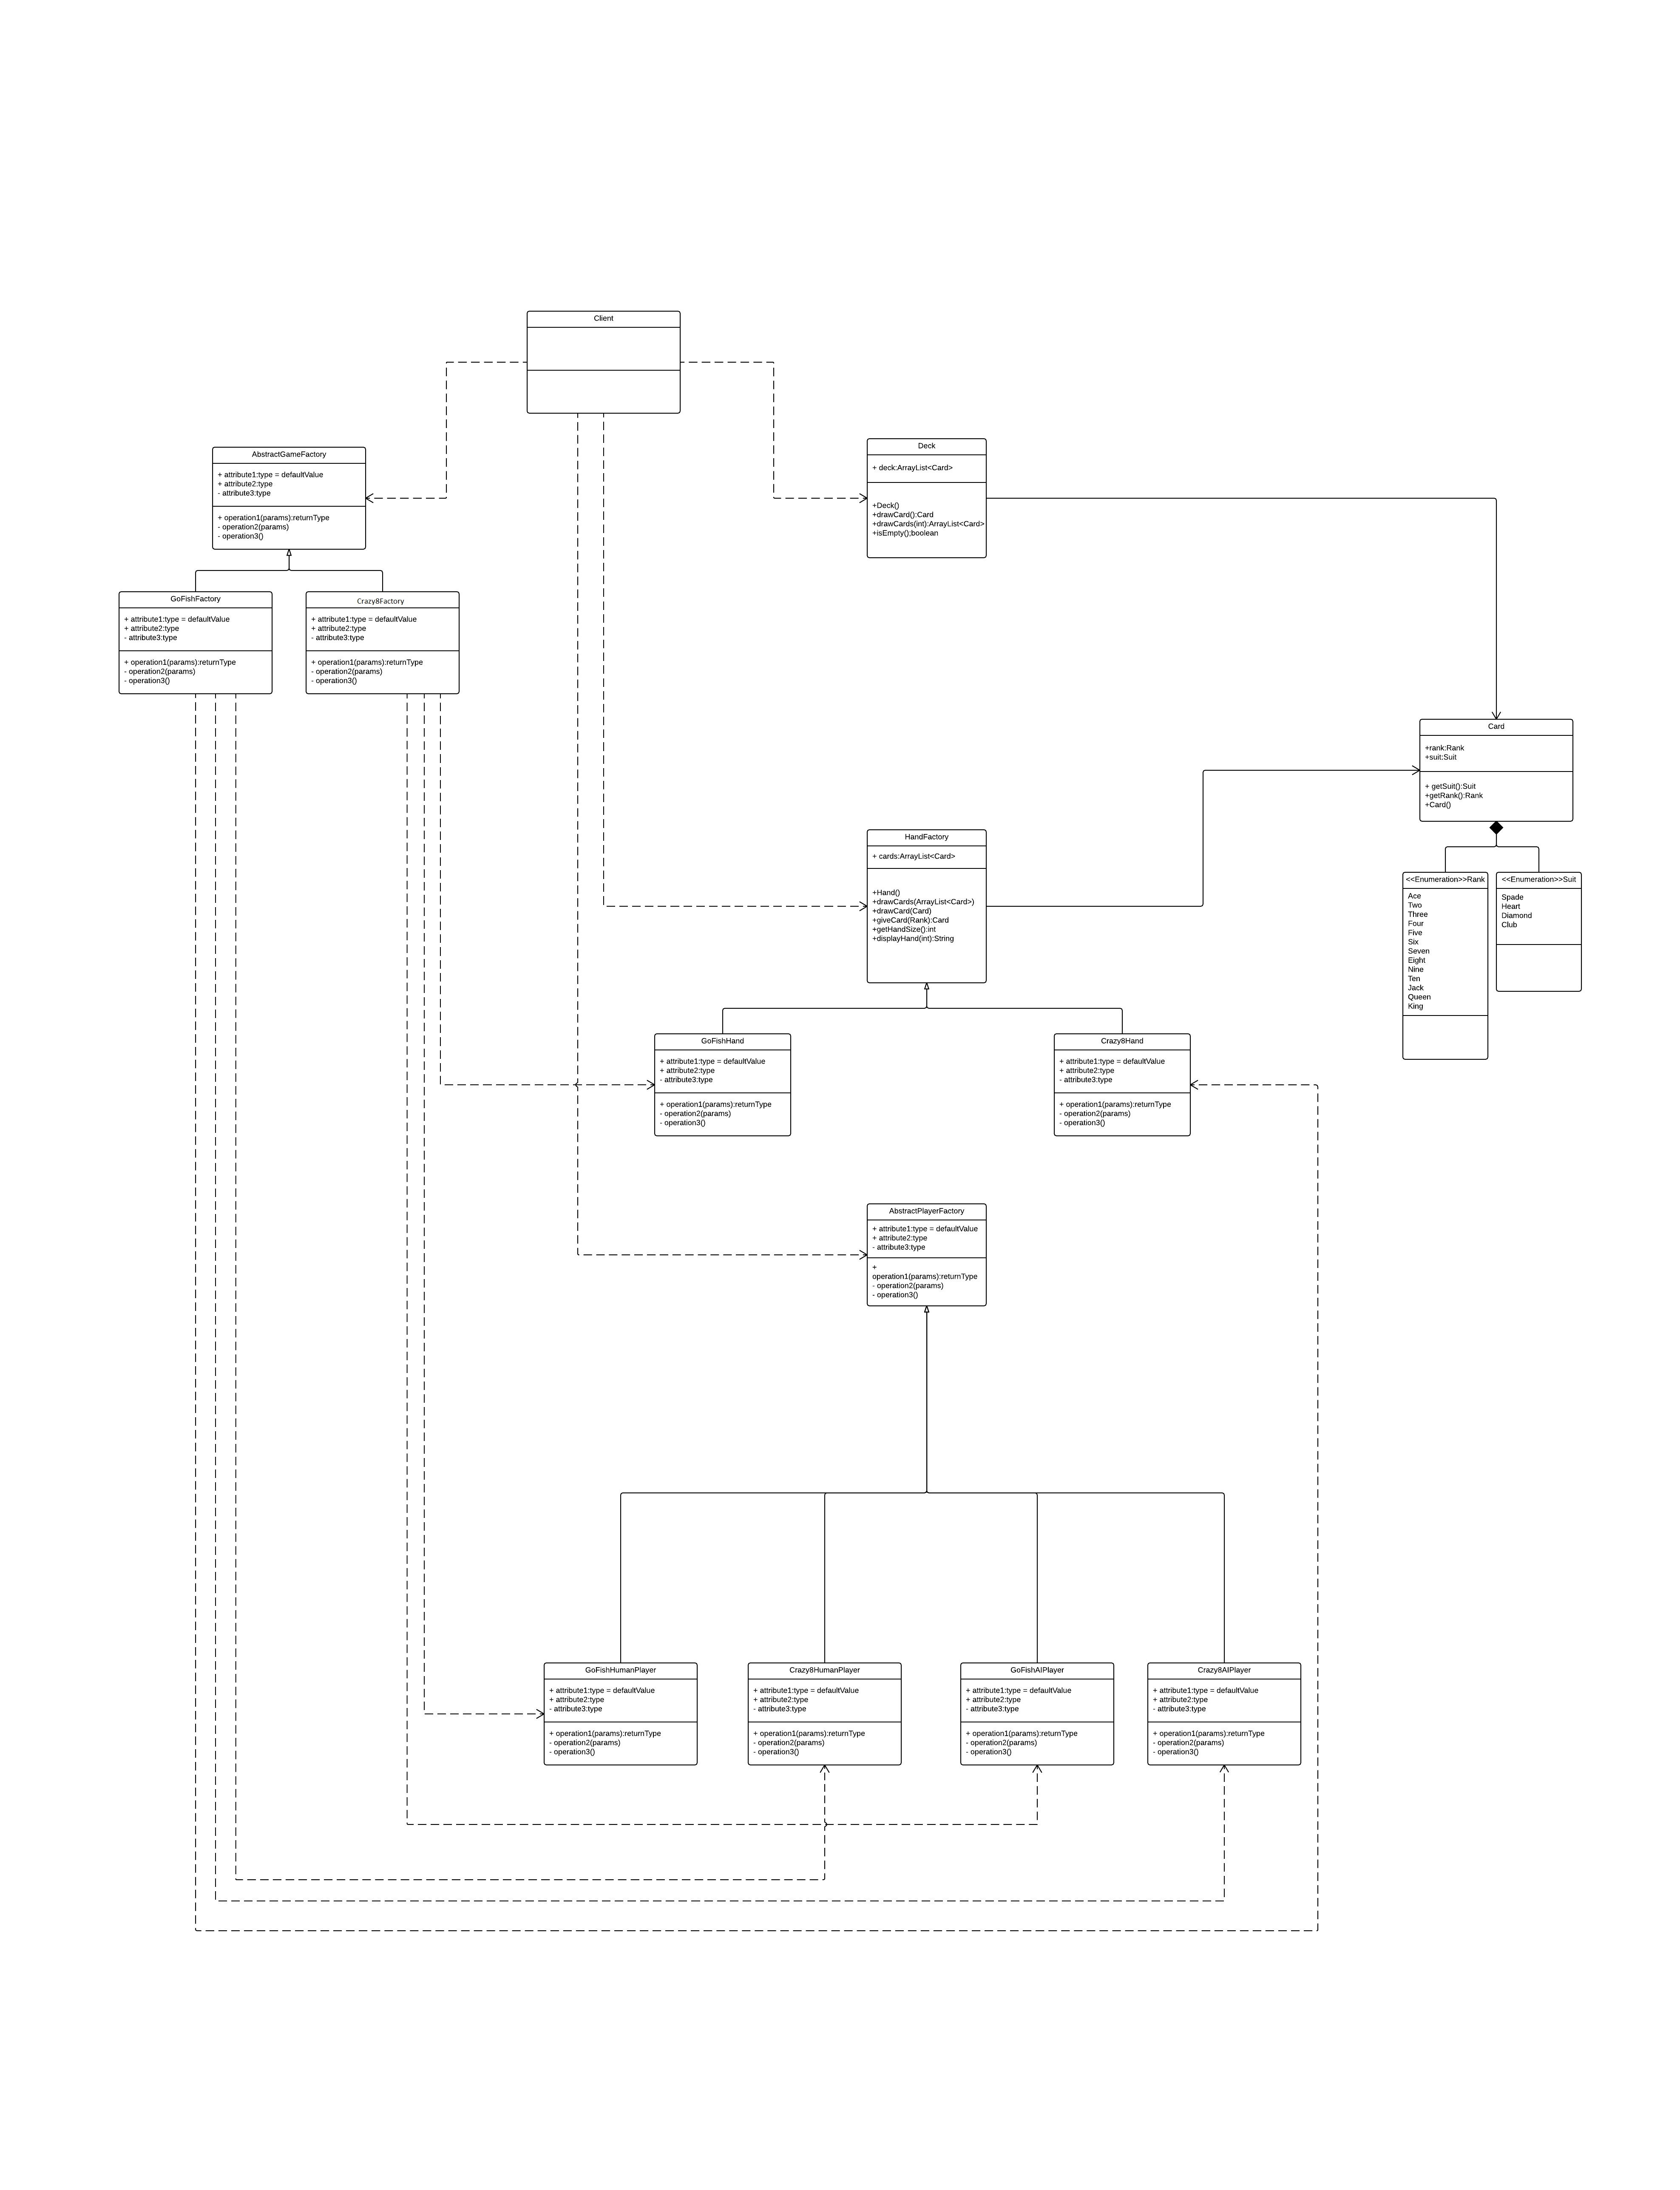 Client
Deck
+ deck:ArrayList<Card>
+Deck()
+drawCard():Card
+drawCards(int):ArrayList<Card>
+isEmpty();boolean
AbstractGameFactory
+ attribute1:type = defaultValue
+ attribute2:type
- attribute3:type
+ operation1(params):returnType
- operation2(params)
- operation3()
GoFishFactory
+ attribute1:type = defaultValue
+ attribute2:type
- attribute3:type
+ operation1(params):returnType
- operation2(params)
- operation3()
Crazy8Factory
+ attribute1:type = defaultValue
+ attribute2:type
- attribute3:type
+ operation1(params):returnType
- operation2(params)
- operation3()
Card
+rank:Rank
+suit:Suit
+ getSuit():Suit
+getRank():Rank
+Card()
HandFactory
+ cards:ArrayList<Card>
+Hand()
+drawCards(ArrayList<Card>)
+drawCard(Card)
+giveCard(Rank):Card
+getHandSize():int
+displayHand(int):String
<<Enumeration>>Rank
Ace
Two
Three
Four
Five
Six
Seven
Eight
Nine
Ten
Jack
Queen
King
<<Enumeration>>Suit
Spade
Heart
Diamond
Club
GoFishHand
+ attribute1:type = defaultValue
+ attribute2:type
- attribute3:type
+ operation1(params):returnType
- operation2(params)
- operation3()
Crazy8Hand
+ attribute1:type = defaultValue
+ attribute2:type
- attribute3:type
+ operation1(params):returnType
- operation2(params)
- operation3()
AbstractPlayerFactory
+ attribute1:type = defaultValue
+ attribute2:type
- attribute3:type
+
operation1(params):returnType
- operation2(params)
- operation3()
GoFishHumanPlayer
+ attribute1:type = defaultValue
+ attribute2:type
- attribute3:type
+ operation1(params):returnType
- operation2(params)
- operation3()
Crazy8HumanPlayer
+ attribute1:type = defaultValue
+ attribute2:type
- attribute3:type
+ operation1(params):returnType
- operation2(params)
- operation3()
GoFishAIPlayer
+ attribute1:type = defaultValue
+ attribute2:type
- attribute3:type
+ operation1(params):returnType
- operation2(params)
- operation3()
Crazy8AIPlayer
+ attribute1:type = defaultValue
+ attribute2:type
- attribute3:type
+ operation1(params):returnType
- operation2(params)
- operation3()